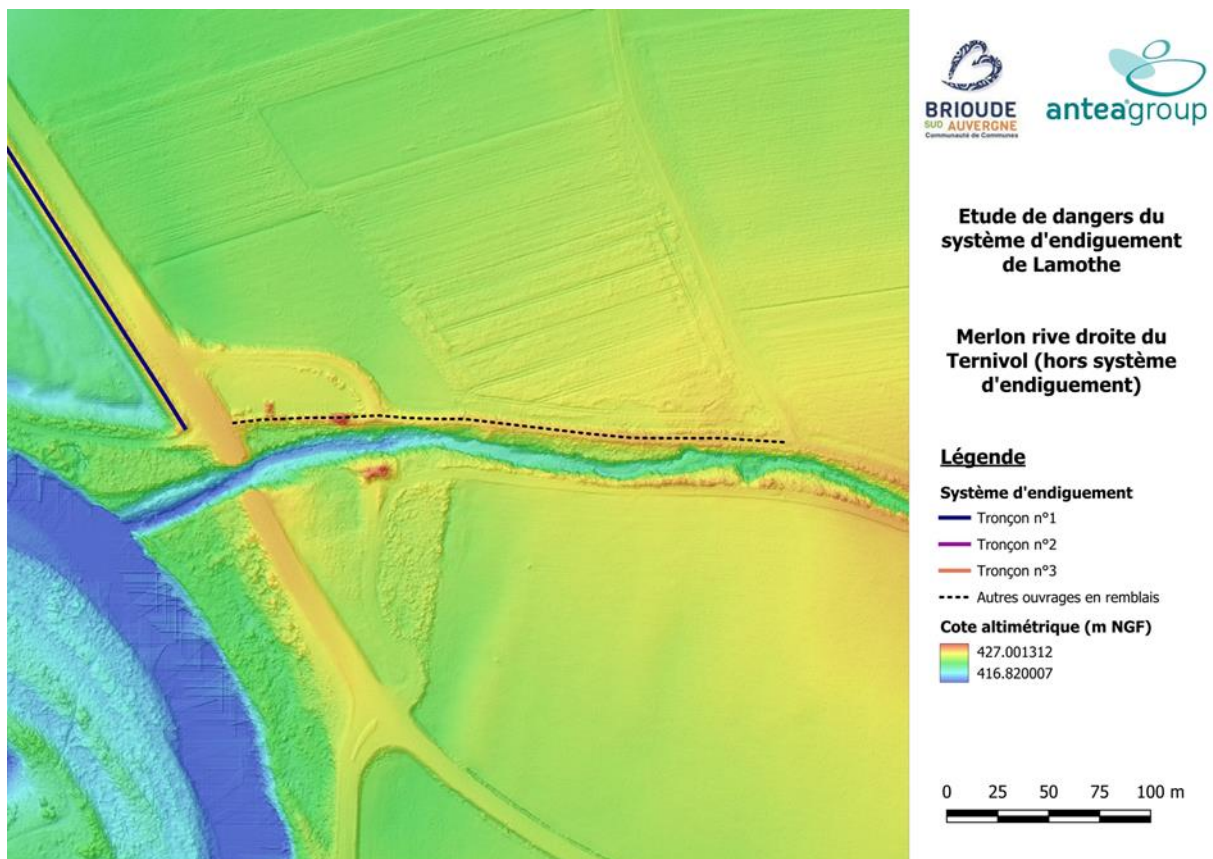 BRIOUDE
SUD AUVERGNE
Communauté de Communes
anteagroup
Etude de dangers du
système d'endiguement
de Lamothe
Merlon rive droite du
Ternivol (hors système
d'endiguement)
Légende
Système d'endiguement
Tronçon n°1
Tronçon n°2
Tronçon n°3
Autres ouvrages en remblais
Cote altimétrique (m NGF)
427.001312
416.820007
0 25 50 75 100 m